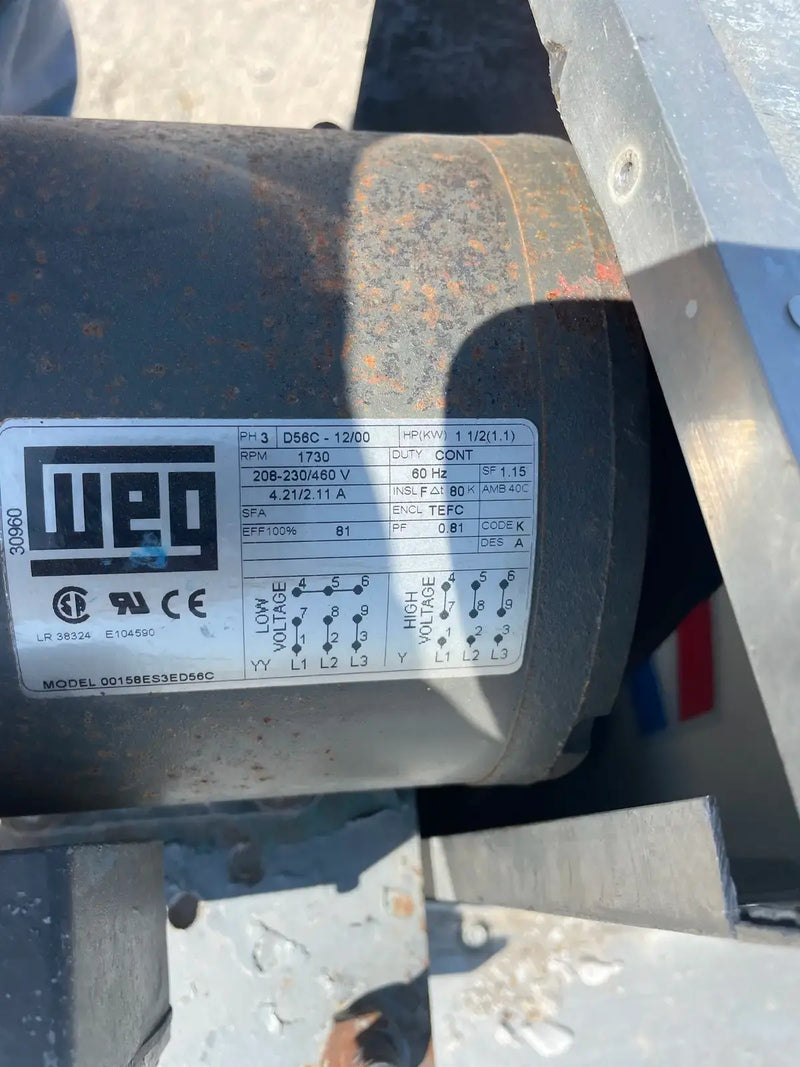 weg
30960
PH 3 D56C - 12/00 HP(KW) 1 1/2(1.1)
RPM 1730 DUTY CONT
208-230/460 V 60 Hz SF 1.15
4.21/2.11 A INSL F Δt 80 K AMB 40C
SFA ENCL TEFC
EFF100% 81 PF 0.81 CODE K
DES A
SA RU CE
LR 38324 E104590
LOW VOLTAGE
4 5 6
7 8 9
1 2 3
YY L1 L2 L3
HIGH VOLTAGE
4 5 6
7 8 9
1 2 3
Y L1 L2 L3
MODEL 00158ES3ED56C